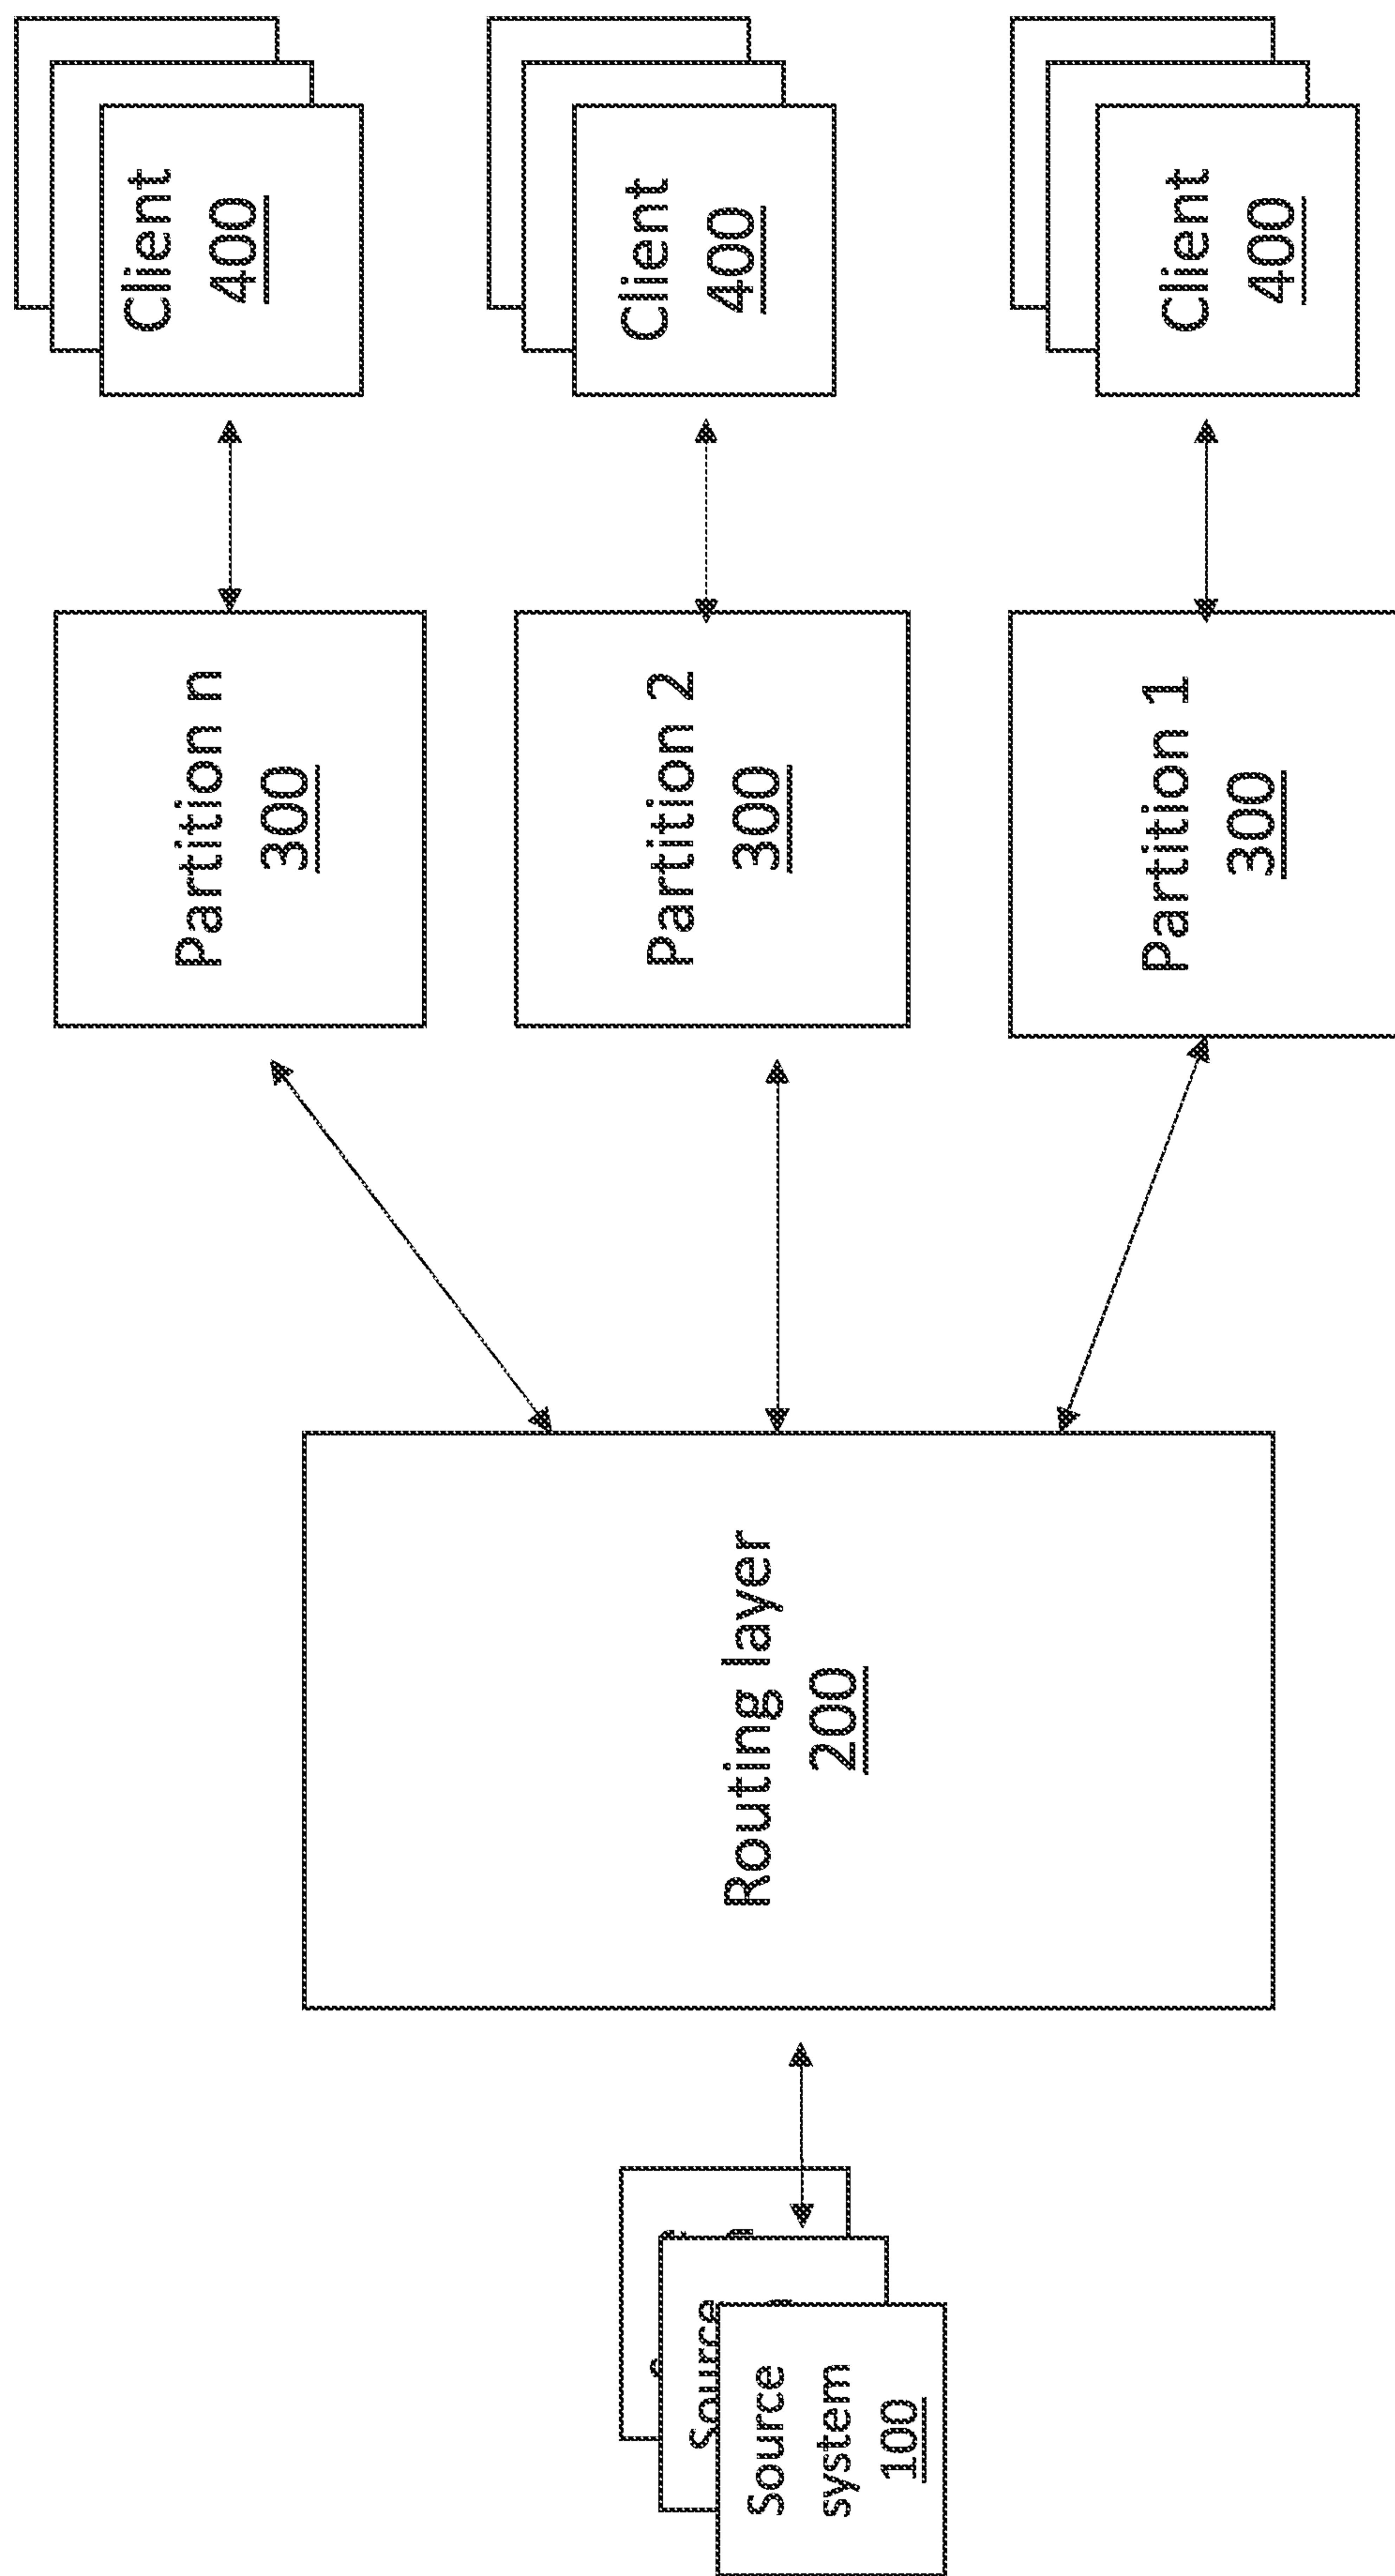 Source
Source
system
100
Routing layer
200
Partition n
300
Partition 2
300
Partition 1
300
Client
400
Client
400
Client
400